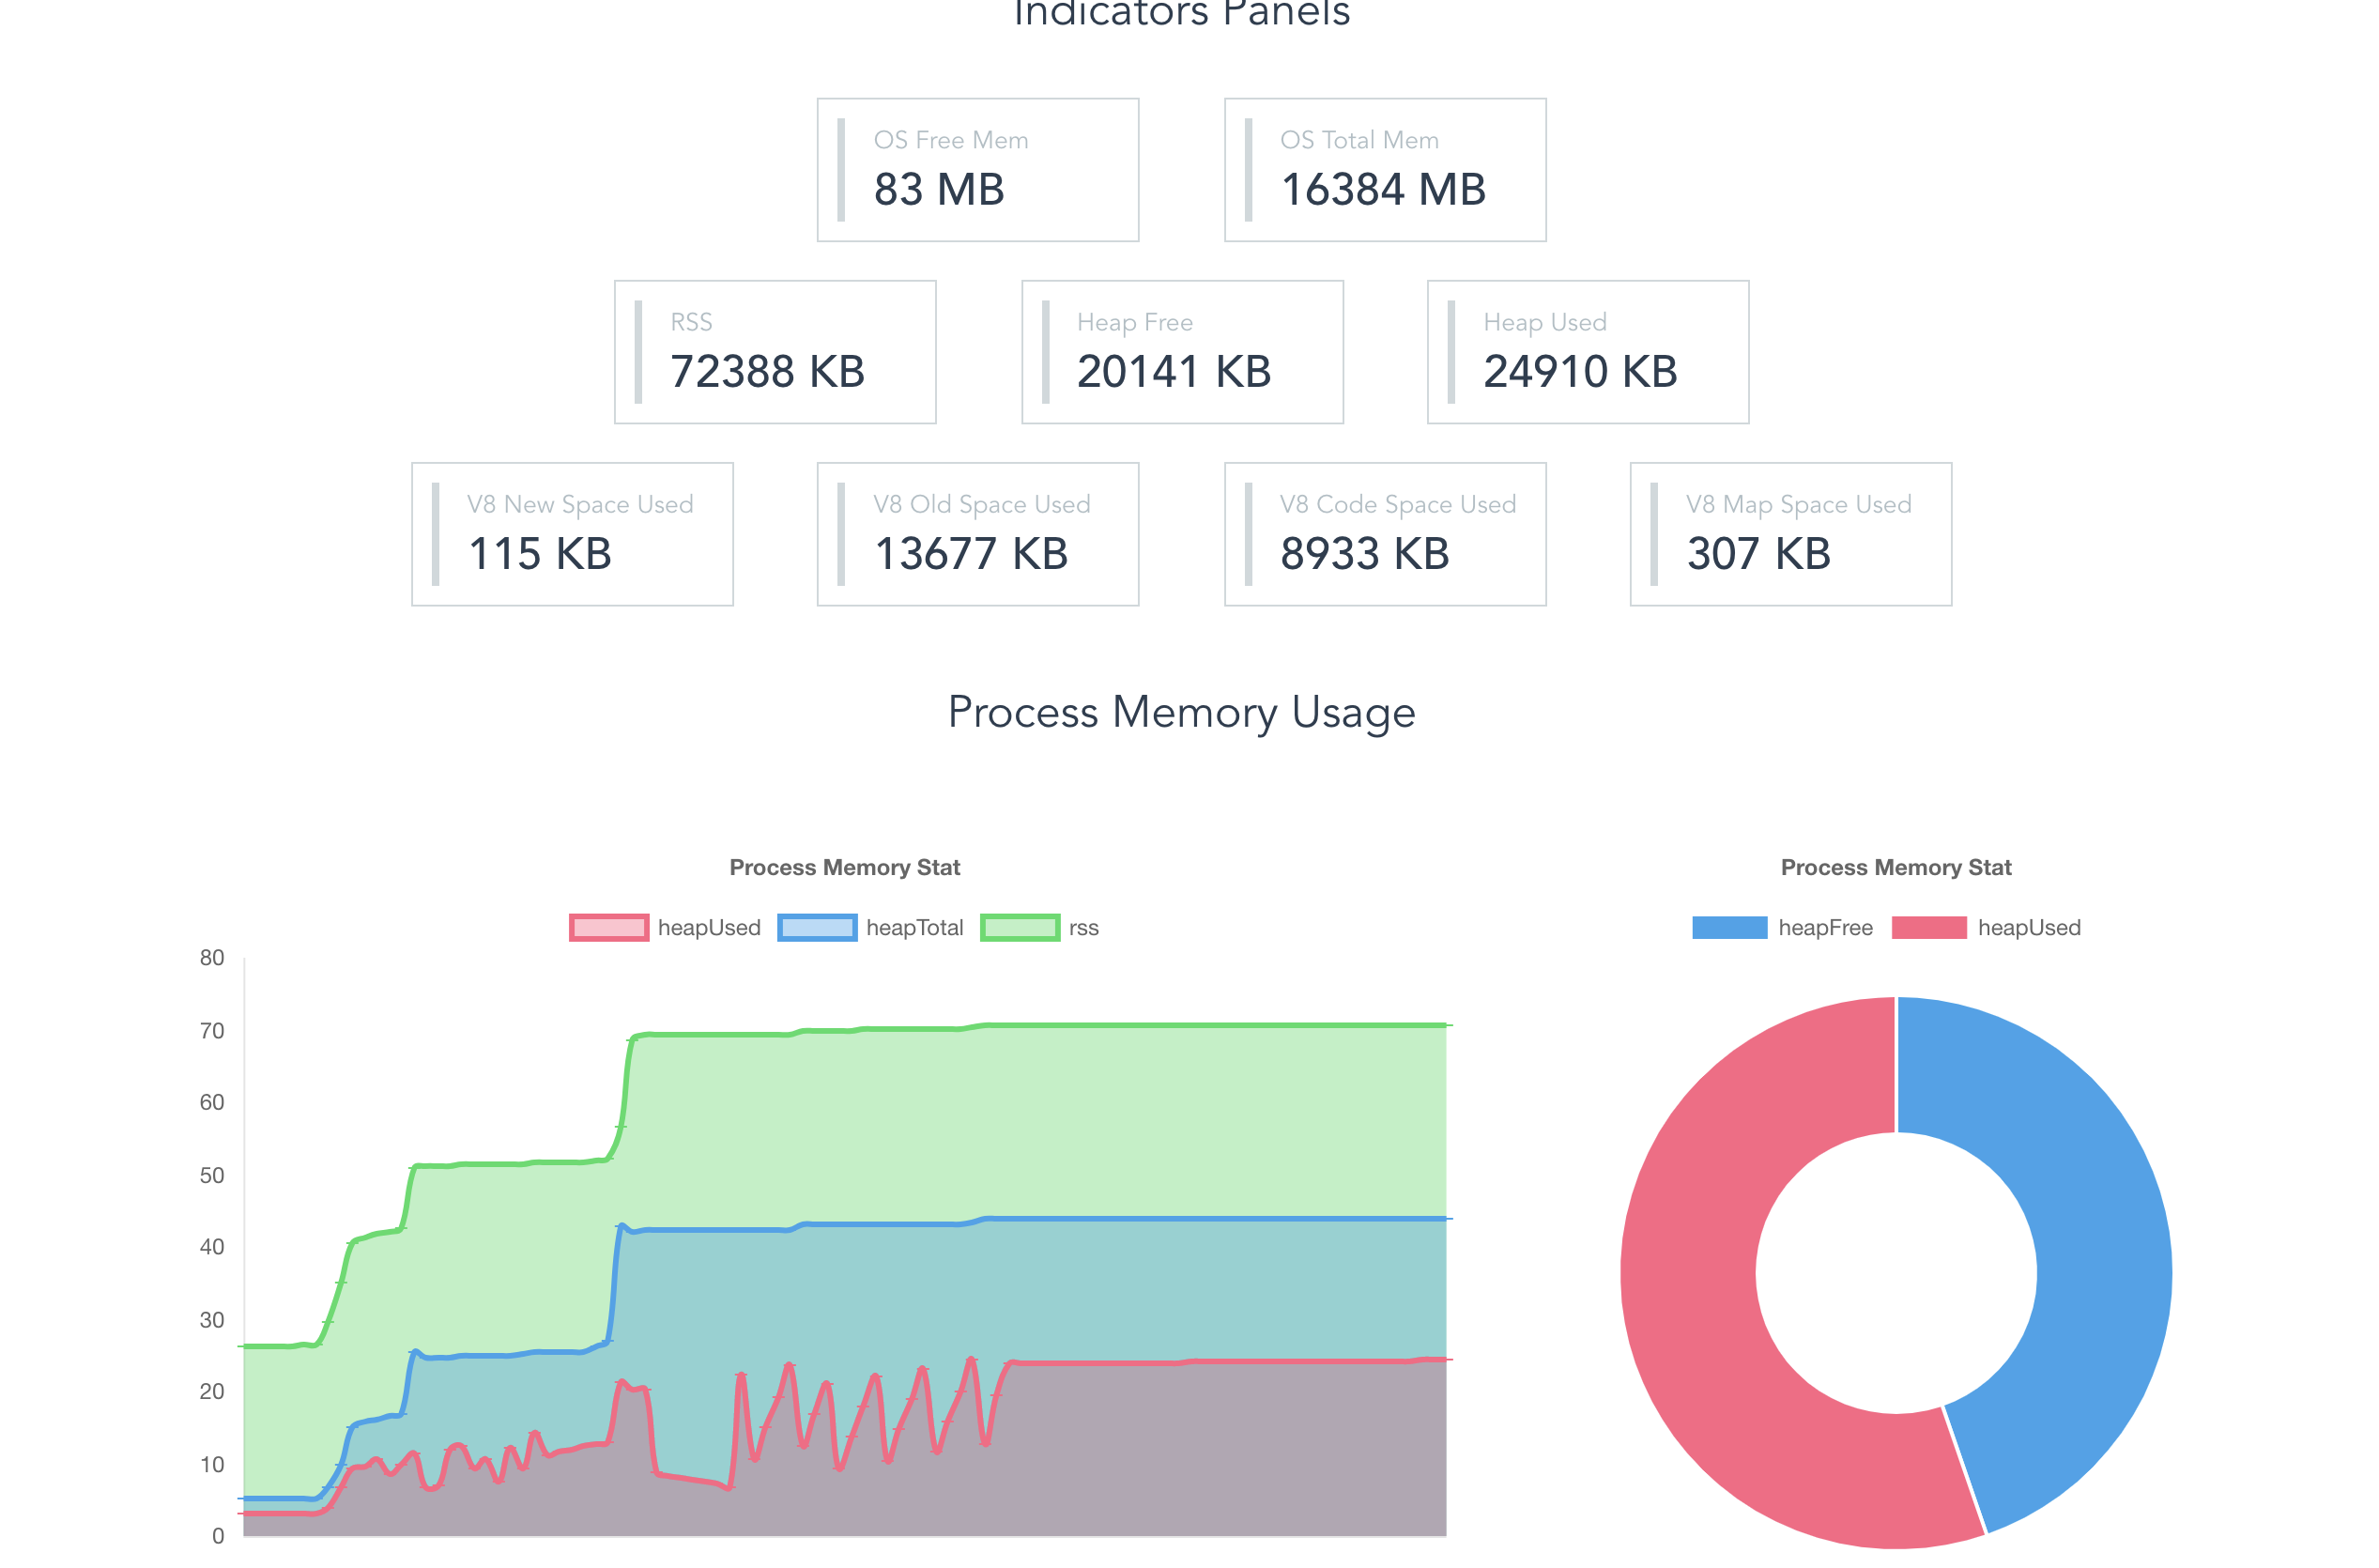 Indicators Panels
OS Free Mem
83 MB
OS Total Mem
16384 MB
RSS
72388 KB
Heap Free
20141 KB
Heap Used
24910 KB
V8 New Space Used
115 KB
V8 Old Space Used
13677 KB
V8 Code Space Used
8933 KB
V8 Map Space Used
307 KB
Process Memory Usage
Process Memory Stat
heapUsed heapTotal rss
80
70
60
50
40
30
20
10
0
Process Memory Stat
heapFree heapUsed